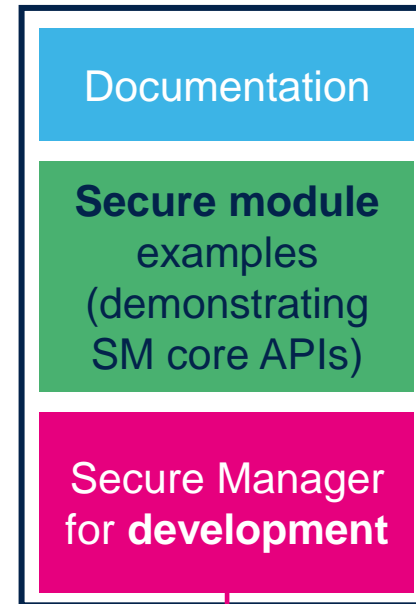 Documentation
Secure module
examples
(demonstrating
SM core APIs)
Secure Manager
for development